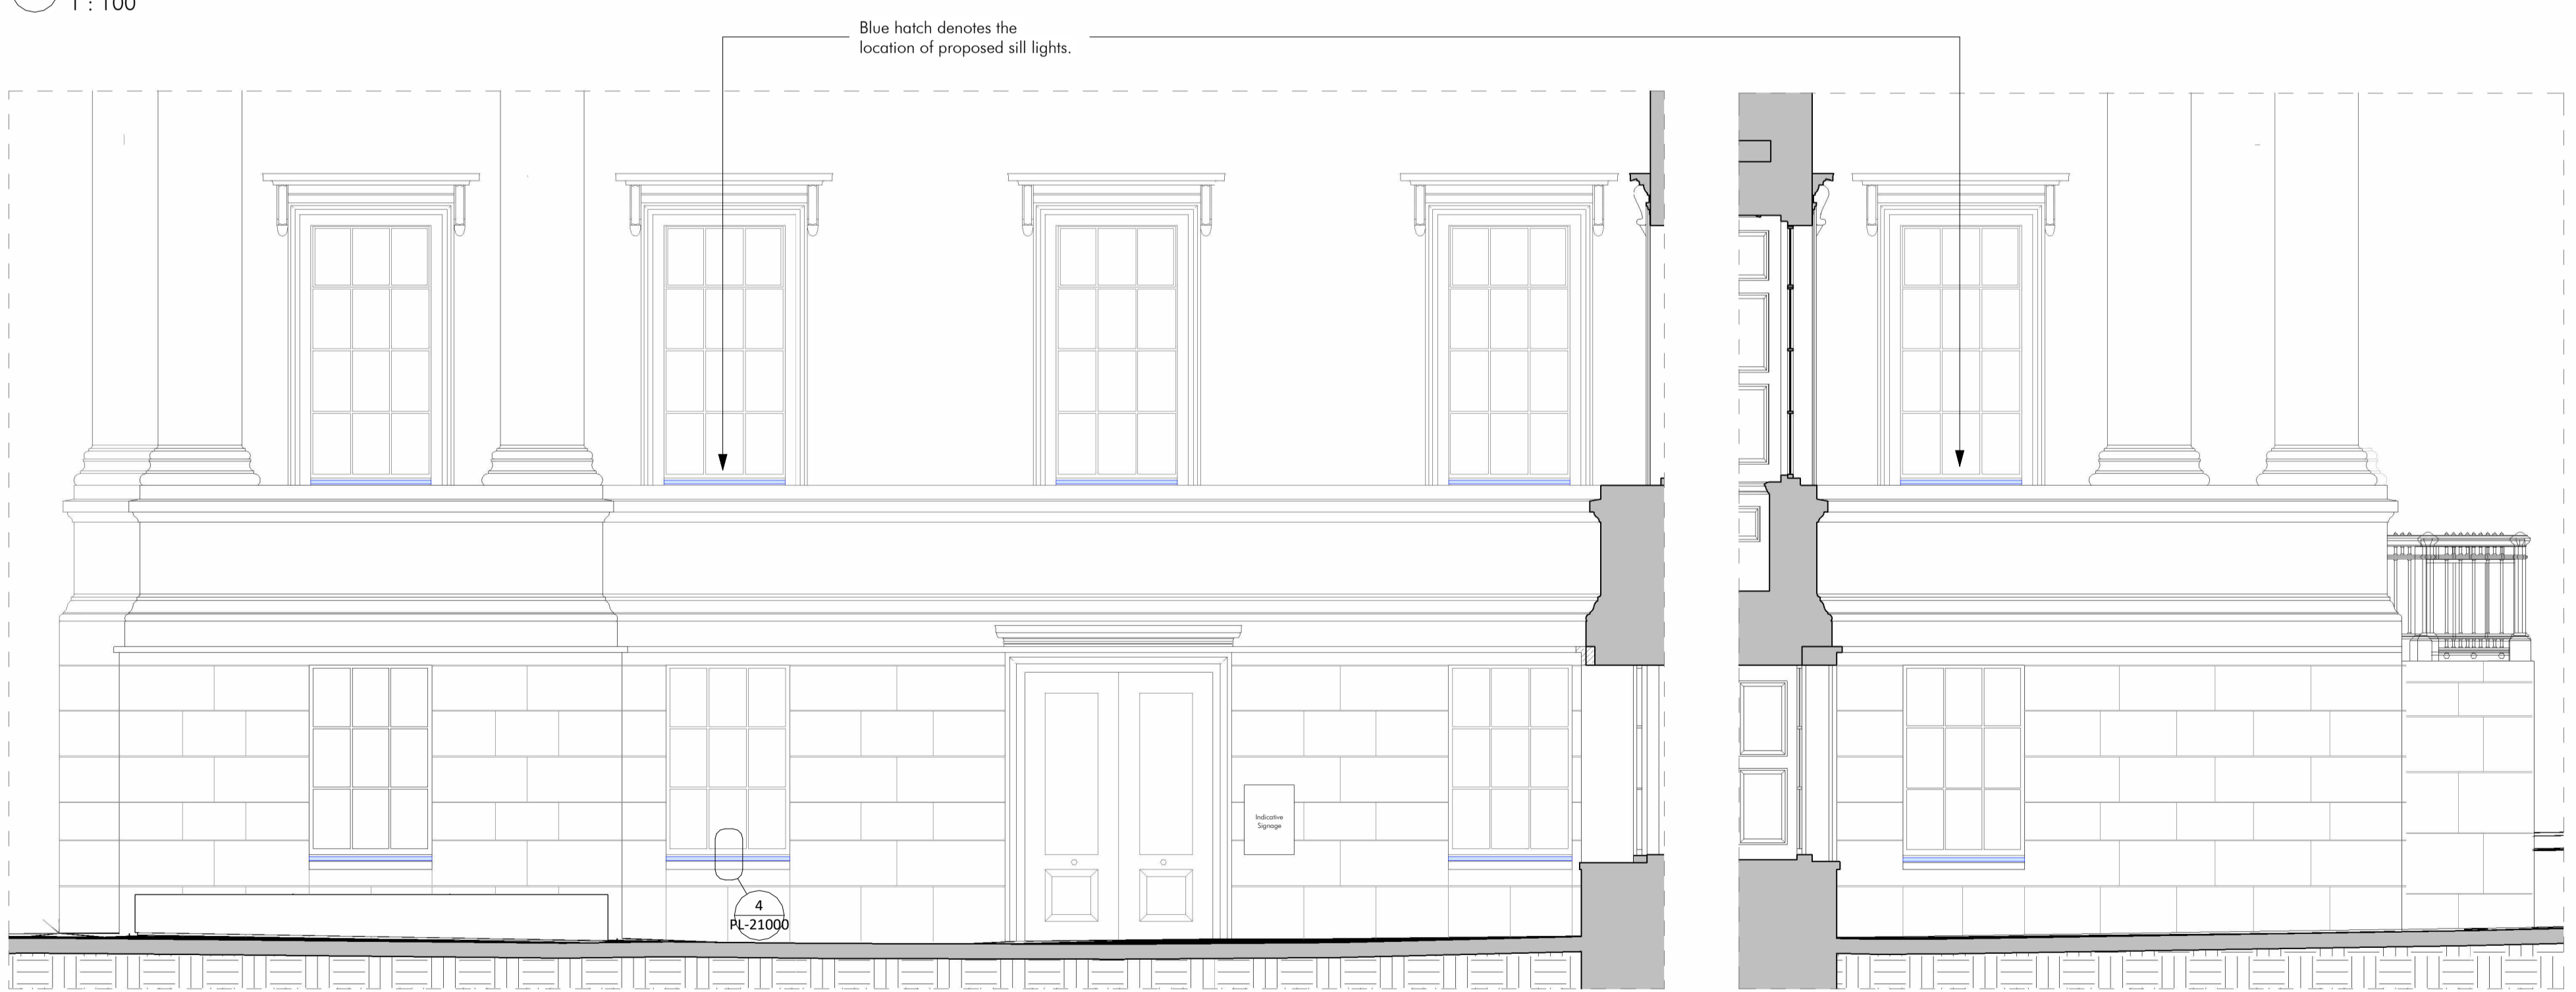 1 : 100
Blue hatch denotes the
location of proposed sill lights.
Indicative
Signage
4
PL-21000